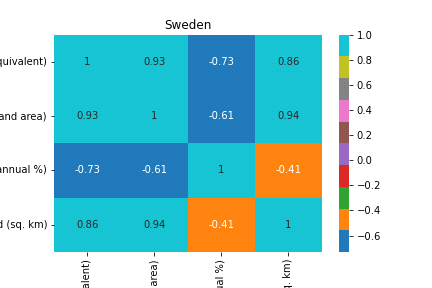 Sweden
quivalent) 1 0.93 -0.73 0.86
and area) 0.93 1 -0.61 0.94
annual %) -0.73 -0.61 1 -0.41
d (sq. km) 0.86 0.94 -0.41 1
alent)
area)
ual %)
q. km)
1.0
0.8
0.6
0.4
0.2
0.0
−0.2
−0.4
−0.6